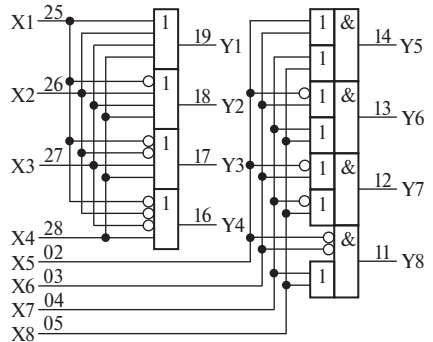 X1 25 1 19 Y1
X2 26 1 18 Y2
X3 27 1 17 Y3
X4 28 1 16 Y4
X5 02
X6 03
X7 04
X8 05
1 & 14 Y5
1
1 & 13 Y6
1
1 & 12 Y7
1
& 11 Y8
1